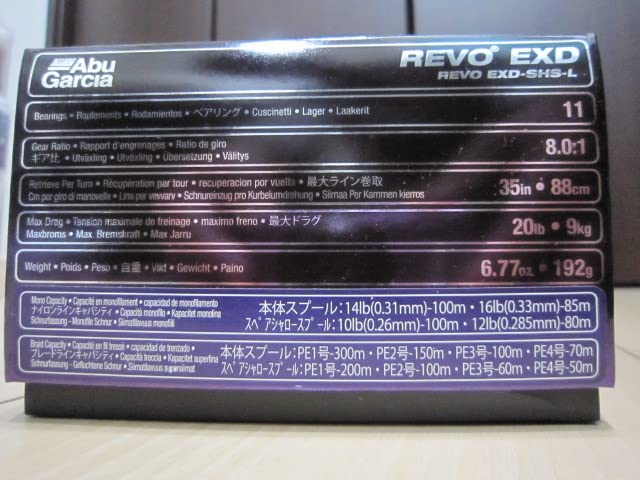 Abu Garcia
REVO® EXD
REVO EXD-SHS-L
Bearings • Roulements • Rodamientos • ベアリング • Cuscinetti • Lager • Laakerit
11
Gear Ratio • Rapport d'engrenages • Ratio de giro
ギア比 • Utväxling • Utveksling • Übersetzung • Välitys
8.0:1
Retrieve Per Turn • Récupération par tour • recuperacion por vuelta • 最大ライン巻取
Cm per giro di manovella • Schnureinzug pro Kurbelumdrehung • Siimaa Per Kammen kierros
35in • 88cm
Max Drag • Tension maximale de freinage • maximo freno • 最大ドラグ
Maxbroms • Max. Bremskraft • Max Jarru
20lb • 9kg
Weight • Poids • Peso • 自重 • Vikt • Gewicht • Paino
6.77oz. • 192g
Mono Capacity • Capacité en monofilament • capacidad de monofilamento
ナイロンラインキャパシティ • Capacità monofilo • Kapacitet monolina
Schnurfassung - Monofile Schnur • Siimatilavuus monofiili
本体スプール:14lb(0.31mm)-100m • 16lb(0.33mm)-85m
スペアシャロースプール:10lb(0.26mm)-100m • 12lb(0.285mm)-80m
Braid Capacity • Capacité en fil tressé • capacidad de trenzado •
ブレードラインキャパシティ • Capacità treccia • Kapacitet superlina
Schnurfassung - Geflochtene Schnur • Siimatilavuus supersiimat
本体スプール:PE1号-300m • PE2号-150m • PE3号-100m • PE4号-70m
スペアシャロースプール:PE1号-200m • PE2号-100m • PE3号-60m • PE4号-50m